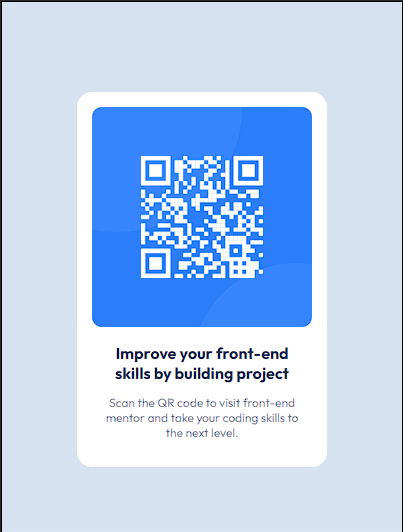 Improve your front-end
skills by building project
Scan the QR code to visit front-end
mentor and take your coding skills to
the next level.